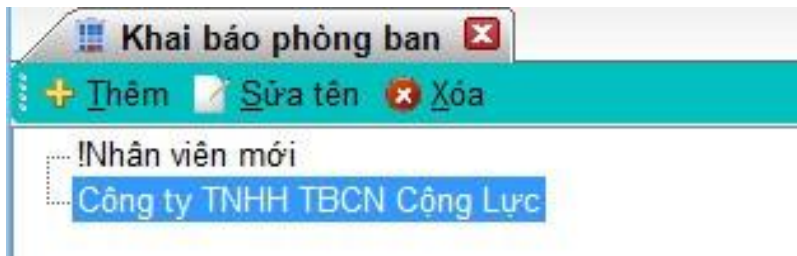 Khai báo phòng ban
Thêm Sửa tên Xóa
!Nhân viên mới
Công ty TNHH TBCN Cộng Lực